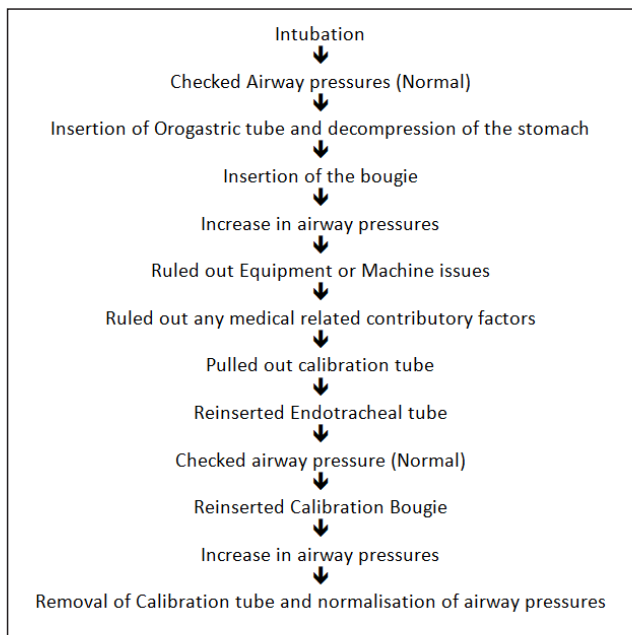 Intubation
Checked Airway pressures (Normal)
Insertion of Orogastric tube and decompression of the stomach
Insertion of the bougie
Increase in airway pressures
Ruled out Equipment or Machine issues
Ruled out any medical related contributory factors
Pulled out calibration tube
Reinserted Endotracheal tube
Checked airway pressure (Normal)
Reinserted Calibration Bougie
Increase in airway pressures
Removal of Calibration tube and normalisation of airway pressures